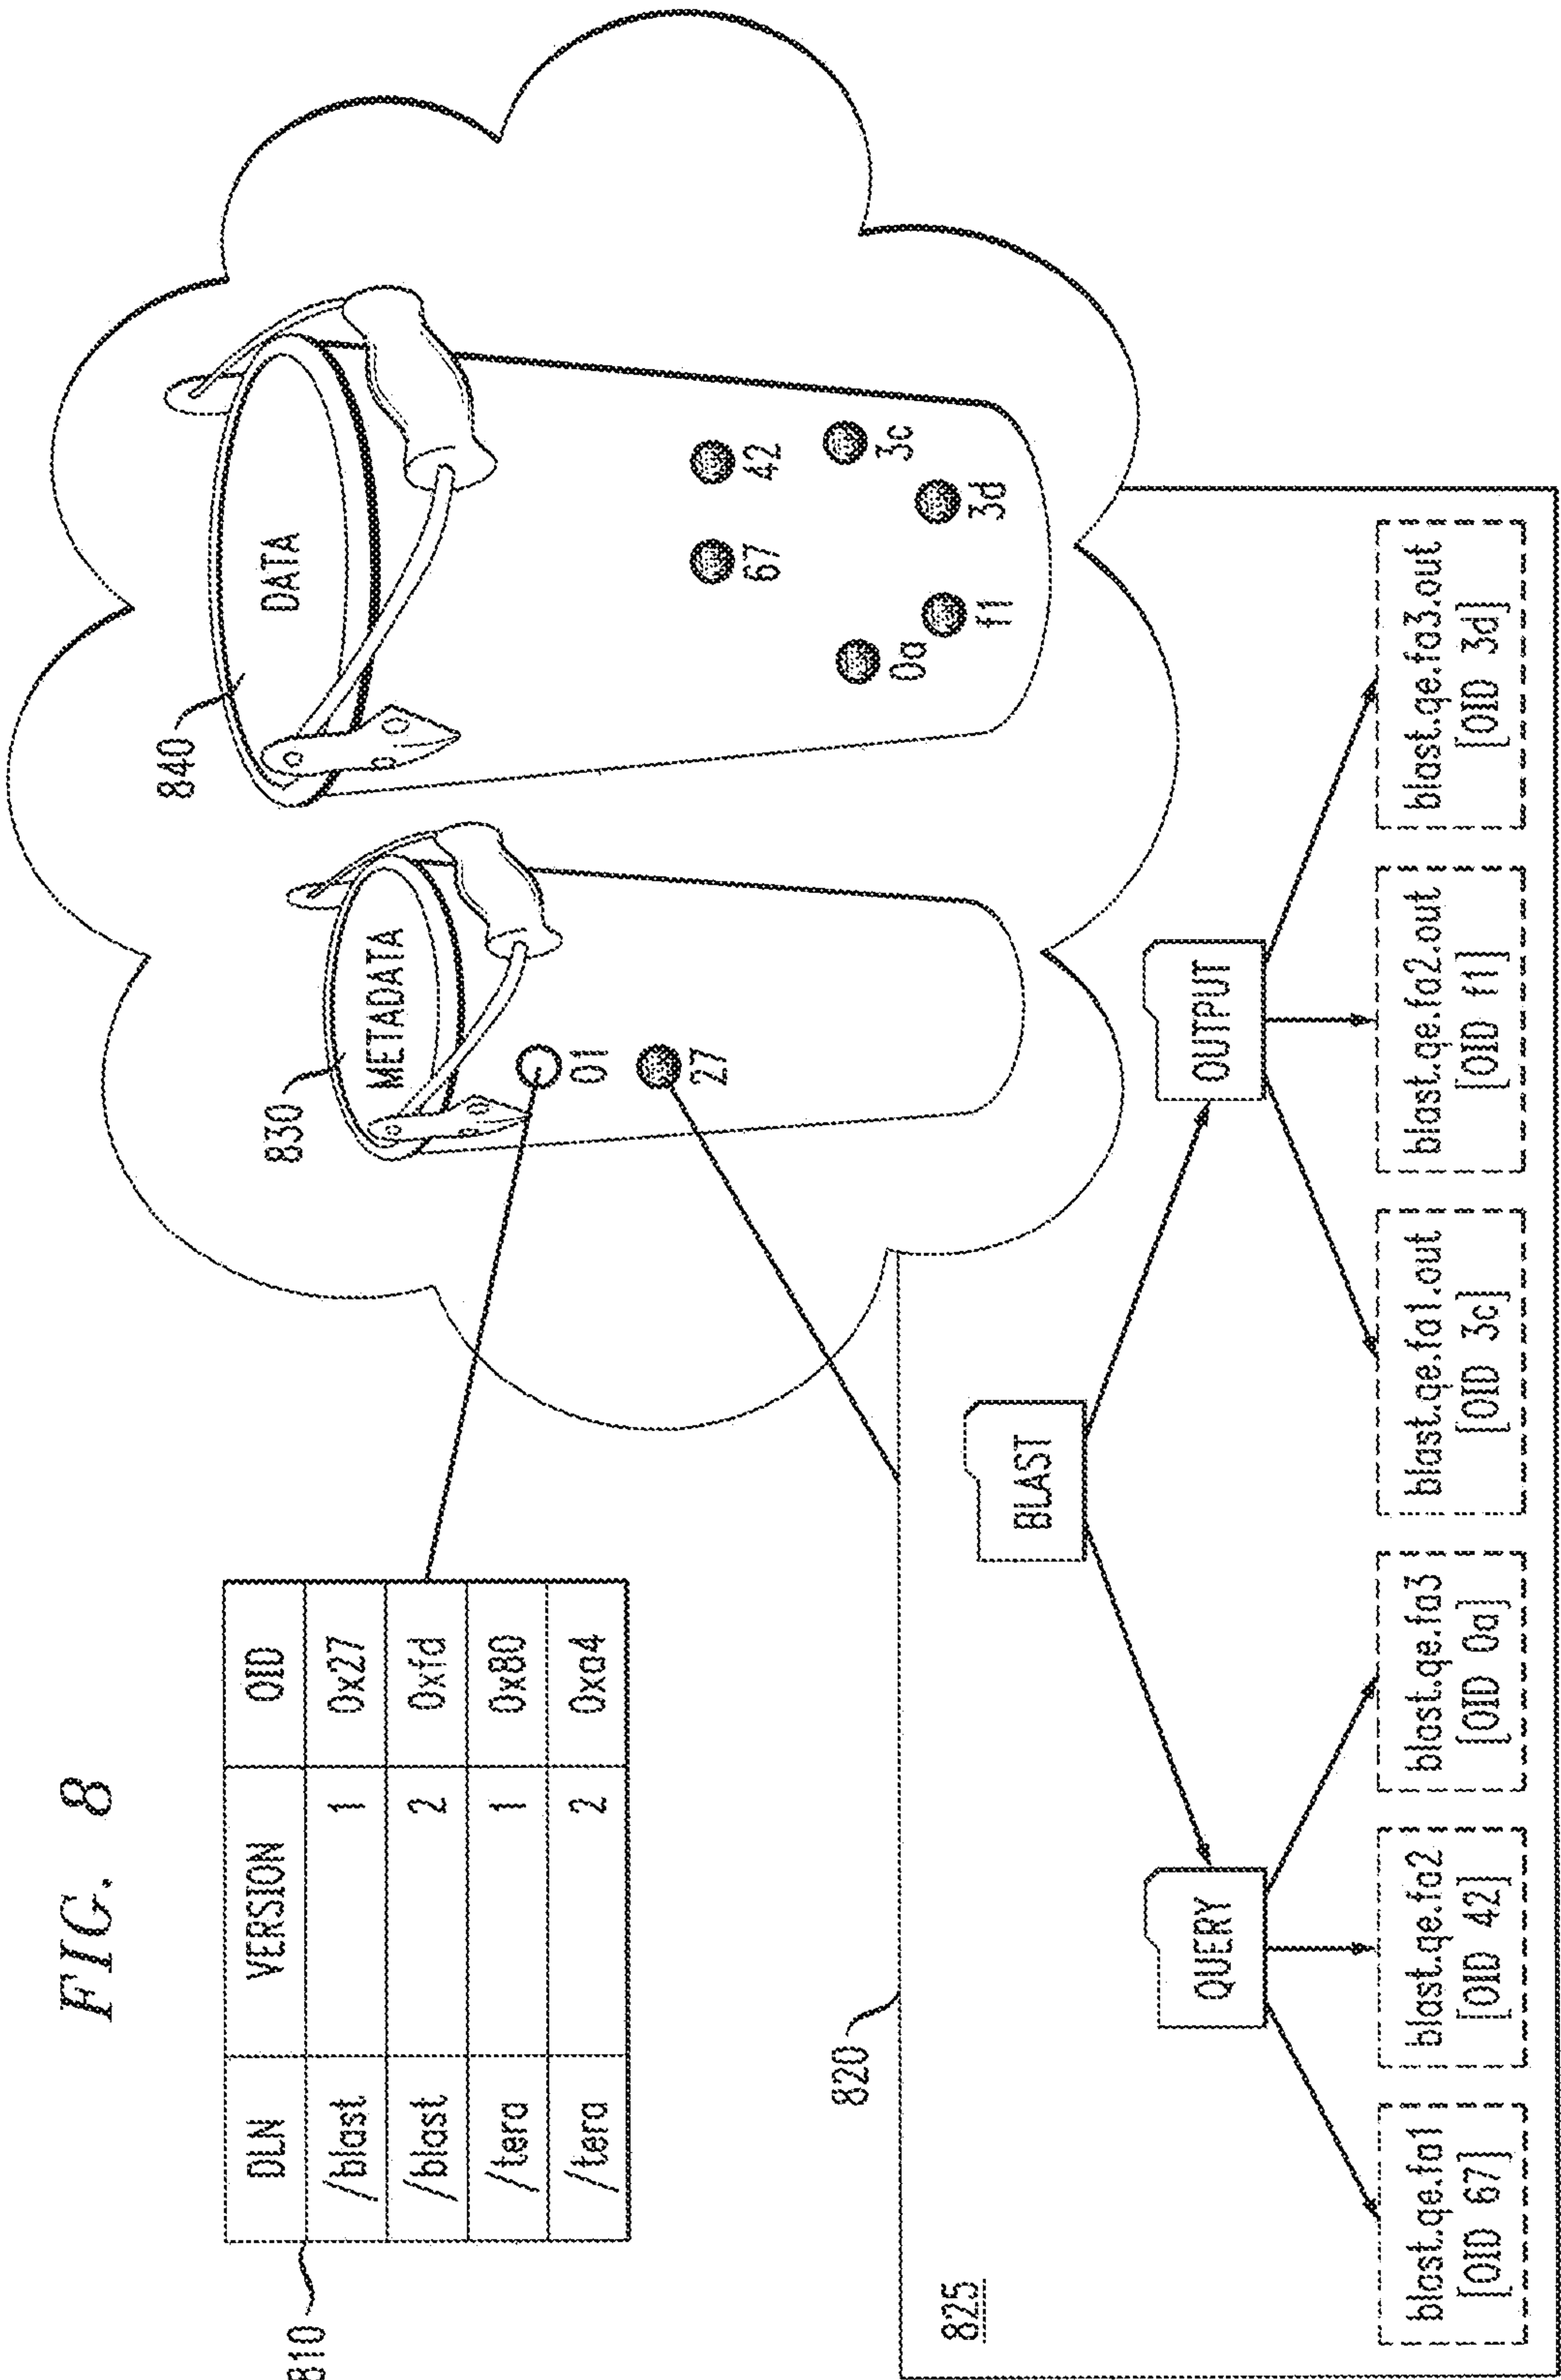 FIG. 8
810
DLN VERSION OID
/blast 1 0x27
/blast 2 0xfd
/tera 1 0x80
/tera 2 0xa4
830
METADATA
01
27
840
DATA
67
42
0a
3c
f1
3d
820
825
BLAST
QUERY
OUTPUT
blast.qe.fa1
[OID 67]
blast.qe.fa2
[OID 42]
blast.qe.fa3
[OID 0a]
blast.qe.fa1.out
[OID 3c]
blast.qe.fa2.out
[OID f1]
blast.qe.fa3.out
[OID 3d]